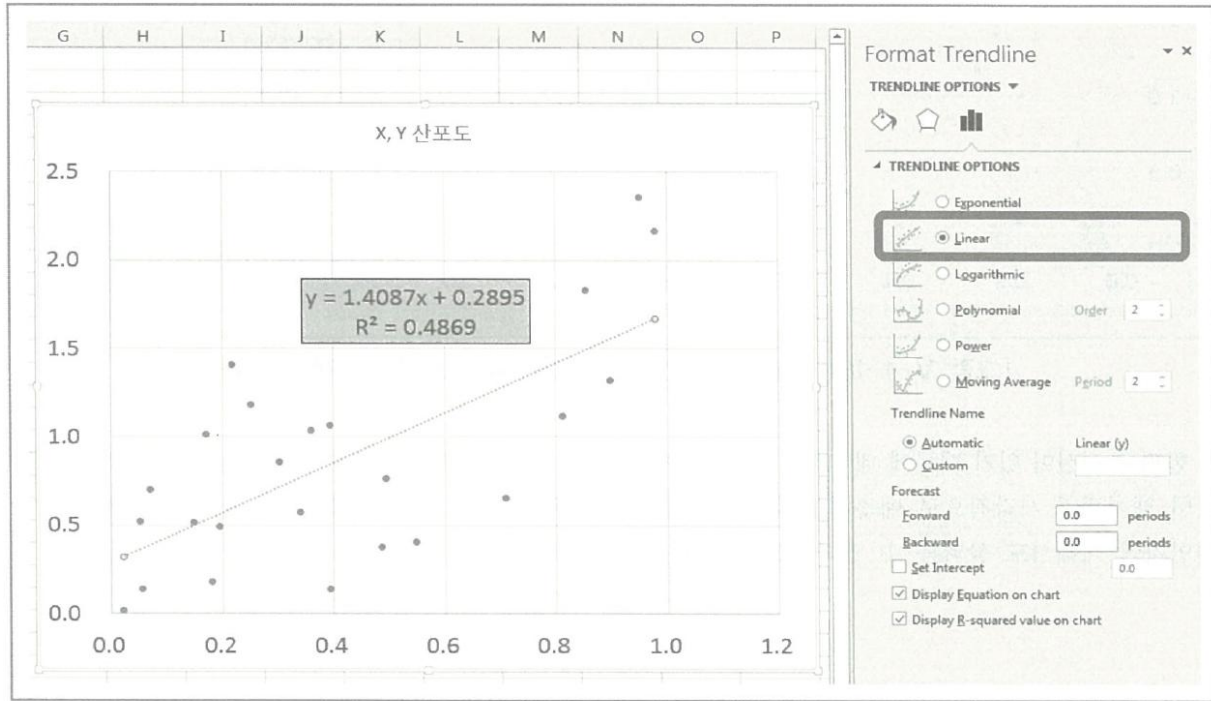 G H I J K L M N O P
X, Y 산포도
2.5
2.0
1.5
1.0
0.5
0.0
y = 1.4087x + 0.2895
R² = 0.4869
0.0 0.2 0.4 0.6 0.8 1.0 1.2
Format Trendline
TRENDLINE OPTIONS
TRENDLINE OPTIONS
Exponential
Linear
Logarithmic
Polynomial Order 2
Power
Moving Average Period 2
Trendline Name
Automatic Linear (y)
Custom
Forecast
Forward 0.0 periods
Backward 0.0 periods
Set Intercept 0.0
Display Equation on chart
Display R-squared value on chart